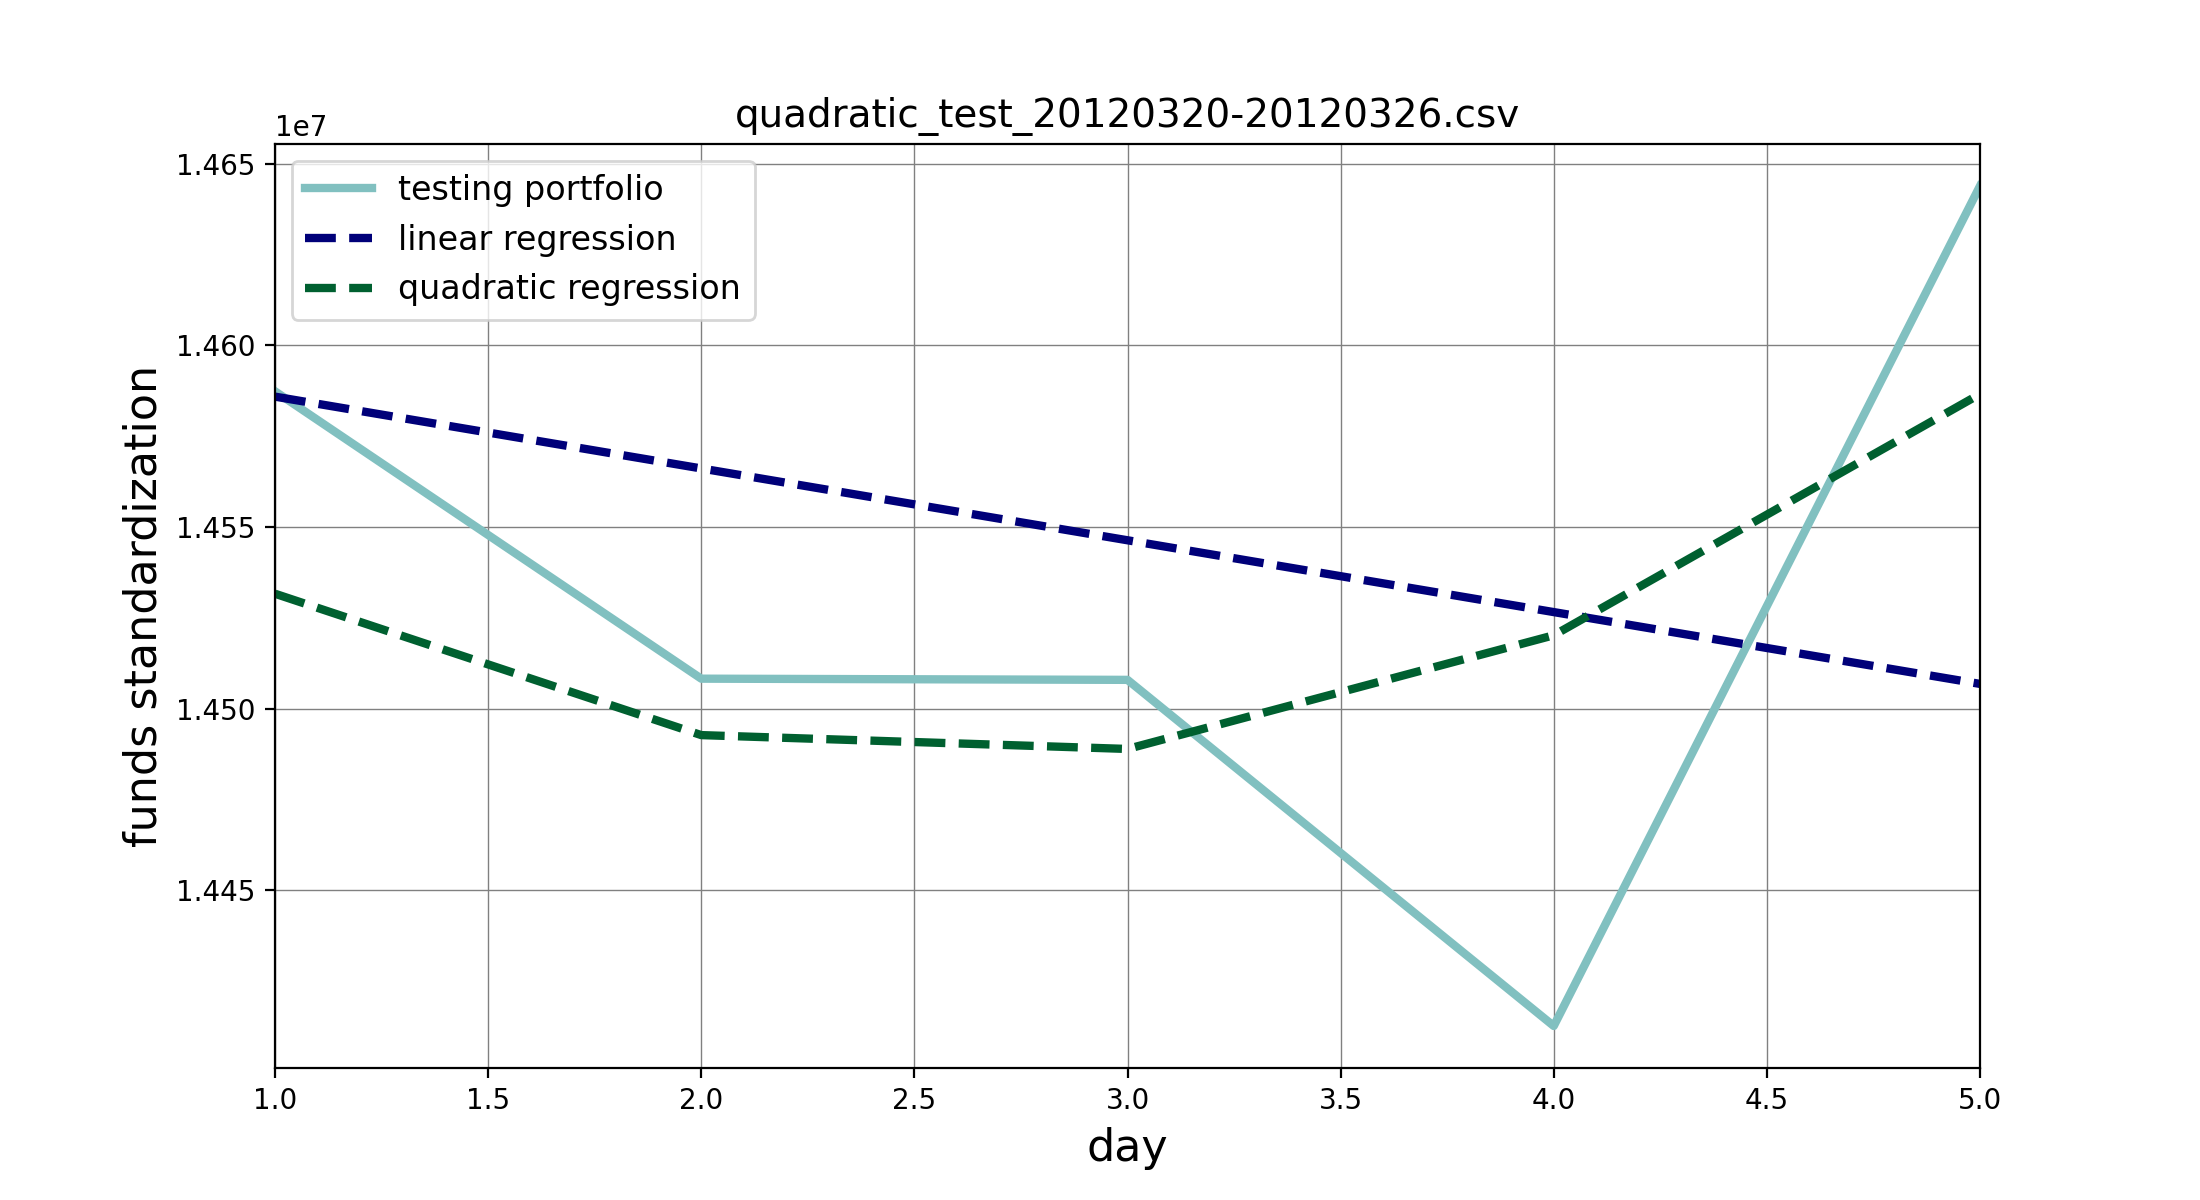 quadratic_test_20120320-20120326.csv
1e7
1.465
1.460
1.455
1.450
1.445
funds standardization
testing portfolio
linear regression
quadratic regression
1.0 1.5 2.0 2.5 3.0 3.5 4.0 4.5 5.0
day